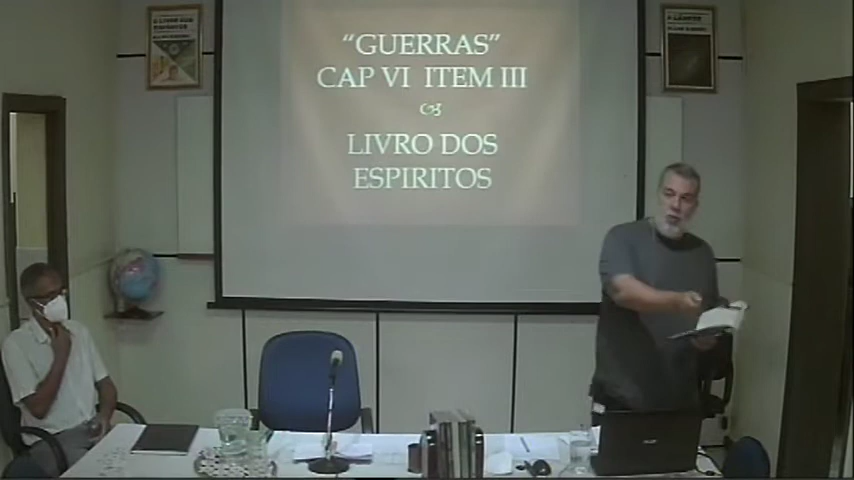 “GUERRAS”
CAP VI ITEM III
LIVRO DOS
ESPIRITOS